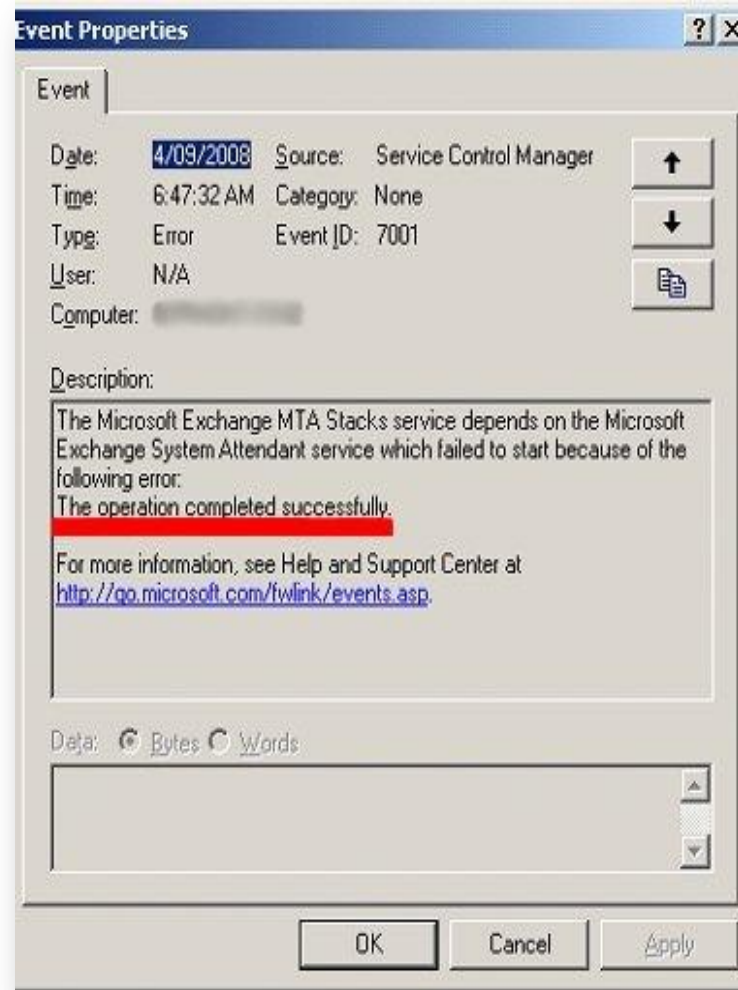 Event Properties
Event
Date: 4/09/2008 Source: Service Control Manager
Time: 6:47:32 AM Category: None
Type: Error Event ID: 7001
User: N/A
Computer:
Description:
The Microsoft Exchange MTA Stacks service depends on the Microsoft
Exchange System Attendant service which failed to start because of the
following error:
The operation completed successfully.
For more information, see Help and Support Center at
http://go.microsoft.com/fwlink/events.asp.
Data: Bytes Words
OK Cancel Apply